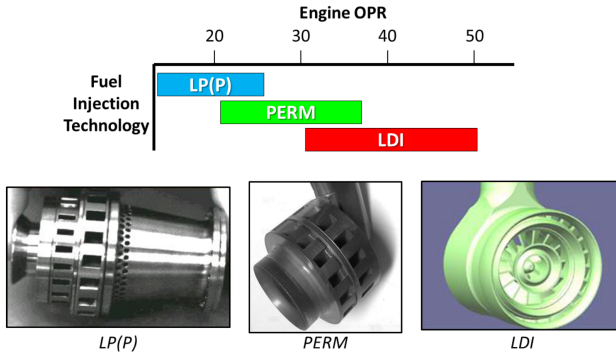 Engine OPR
20 30 40 50
Fuel
Injection
Technology
LP(P)
PERM
LDI
LP(P) PERM LDI